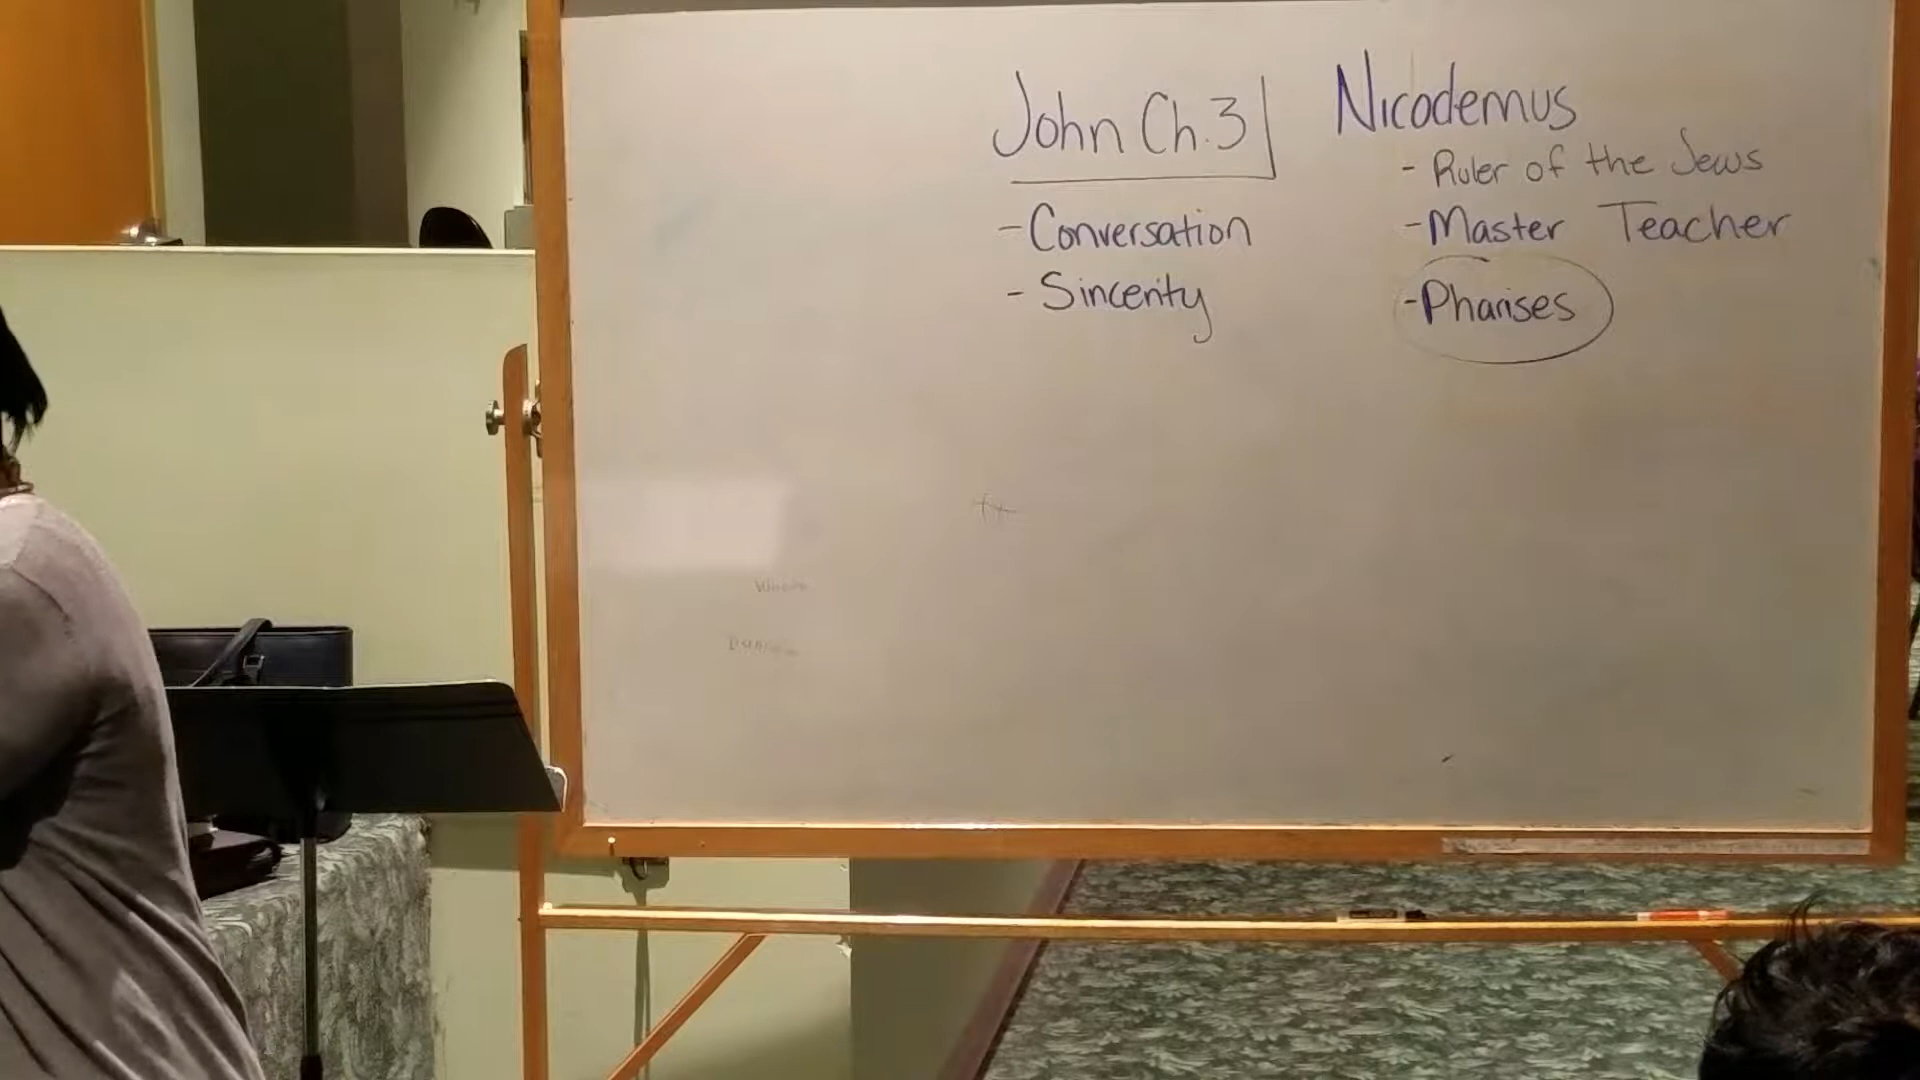 John Ch. 3
- Conversation
- Sincerity
Nicodemus
- Ruler of the Jews
- Master Teacher
- Pharises